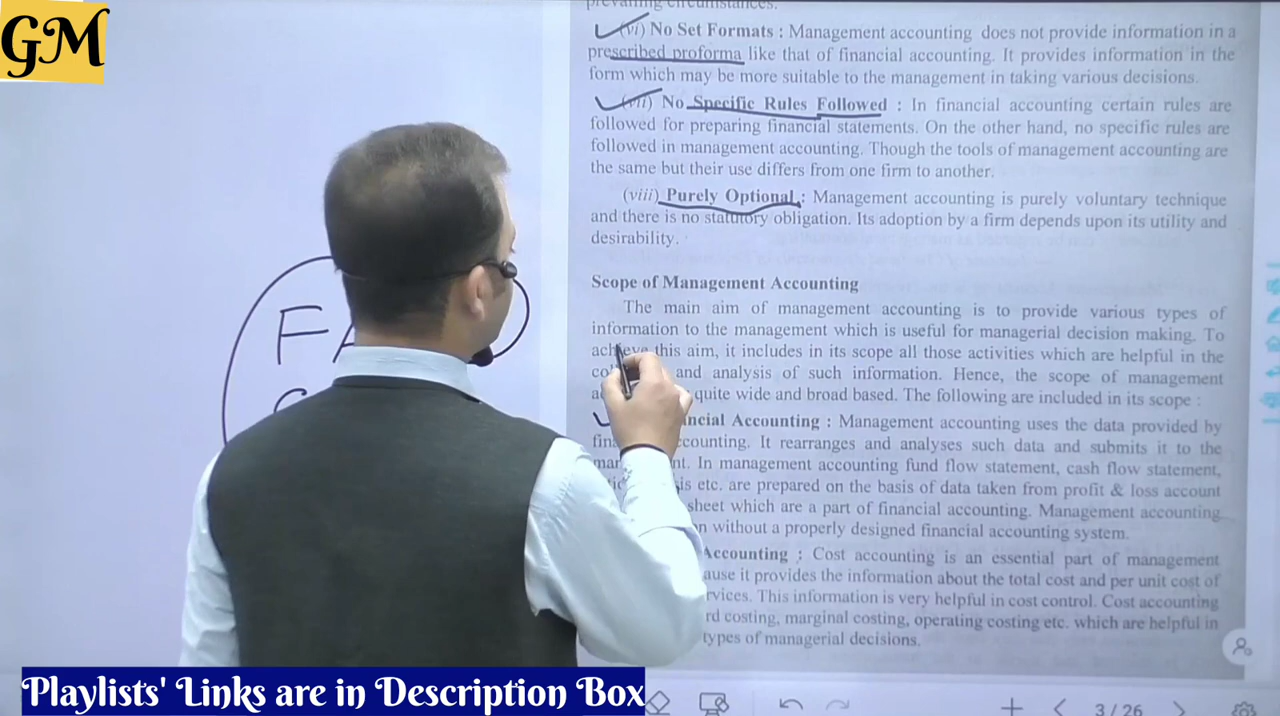 GM
prevailing circumstances.
(vi) No Set Formats : Management accounting does not provide information in a
prescribed proforma like that of financial accounting. It provides information in the
form which may be more suitable to the management in taking various decisions.
(vii) No Specific Rules Followed : In financial accounting certain rules are
followed for preparing financial statements. On the other hand, no specific rules are
followed in management accounting. Though the tools of management accounting are
the same but their use differs from one firm to another.
(viii) Purely Optional : Management accounting is purely voluntary technique
and there is no statutory obligation. Its adoption by a firm depends upon its utility and
desirability.
Scope of Management Accounting
The main aim of management accounting is to provide various types of
information to the management which is useful for managerial decision making. To
achieve this aim, it includes in its scope all those activities which are helpful in the
and analysis of such information. Hence, the scope of management
quite wide and broad based. The following are included in its scope :
ncial Accounting : Management accounting uses the data provided by
fin ccounting. It rearranges and analyses such data and submits it to the
nt. In management accounting fund flow statement, cash flow statement,
is etc. are prepared on the basis of data taken from profit & loss account
sheet which are a part of financial accounting. Management accounting
n without a properly designed financial accounting system.
Accounting : Cost accounting is an essential part of management
ause it provides the information about the total cost and per unit cost of
rvices. This information is very helpful in cost control. Cost accounting
rd costing, marginal costing, operating costing etc. which are helpful in
types of managerial decisions.
FA
Playlists' Links are in Description Box
3 / 26